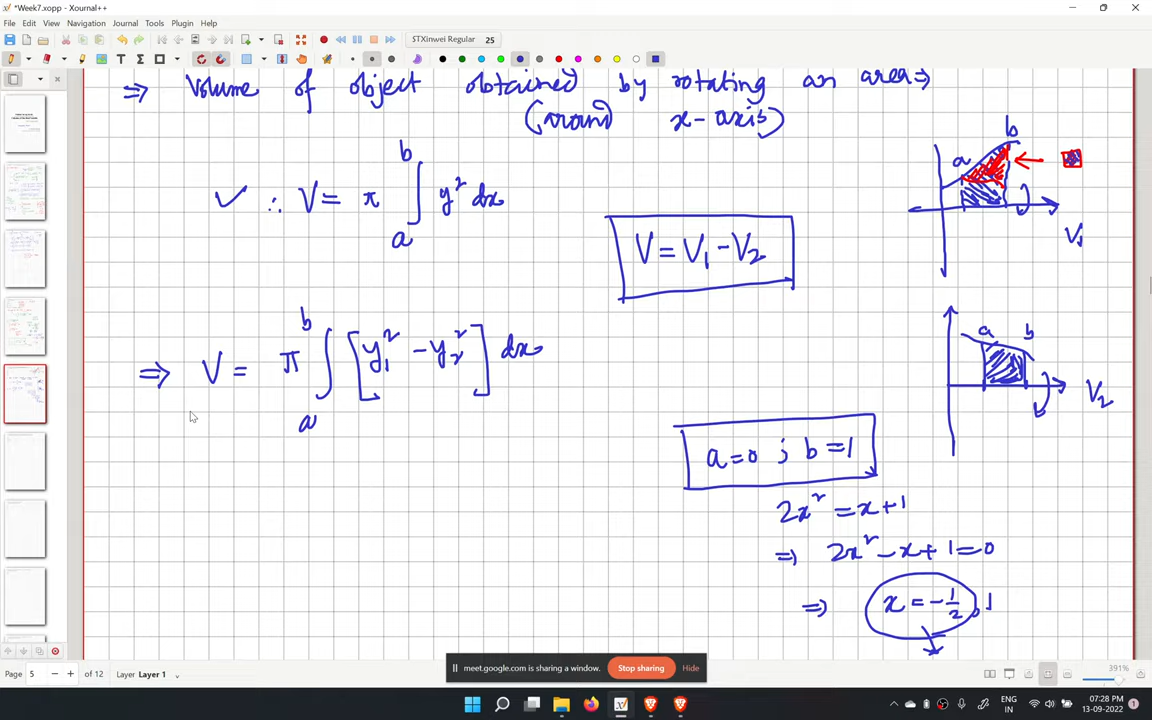 *Week7.xopp - Xournal++
File Edit View Navigation Journal Tools Plugin Help
STXinwei Regular 25
⇒ Volume of object obtained by rotating an area⇒
(around x-axis)
✓ ∴ V = π ∫_a^b y² dx
V = V₁ - V₂
a b
V₁
⇒ V = π ∫_a^b [y₁² - y₂²] dx
a b
V₂
a=0 ; b=1
2x² = x+1
⇒ 2x² - x + 1 = 0
⇒ x = -1/2, 1
meet.google.com is sharing a window. Stop sharing Hide
Page 5 of 12 Layer Layer 1 391%
ENG IN 07:28 PM 13-09-2022